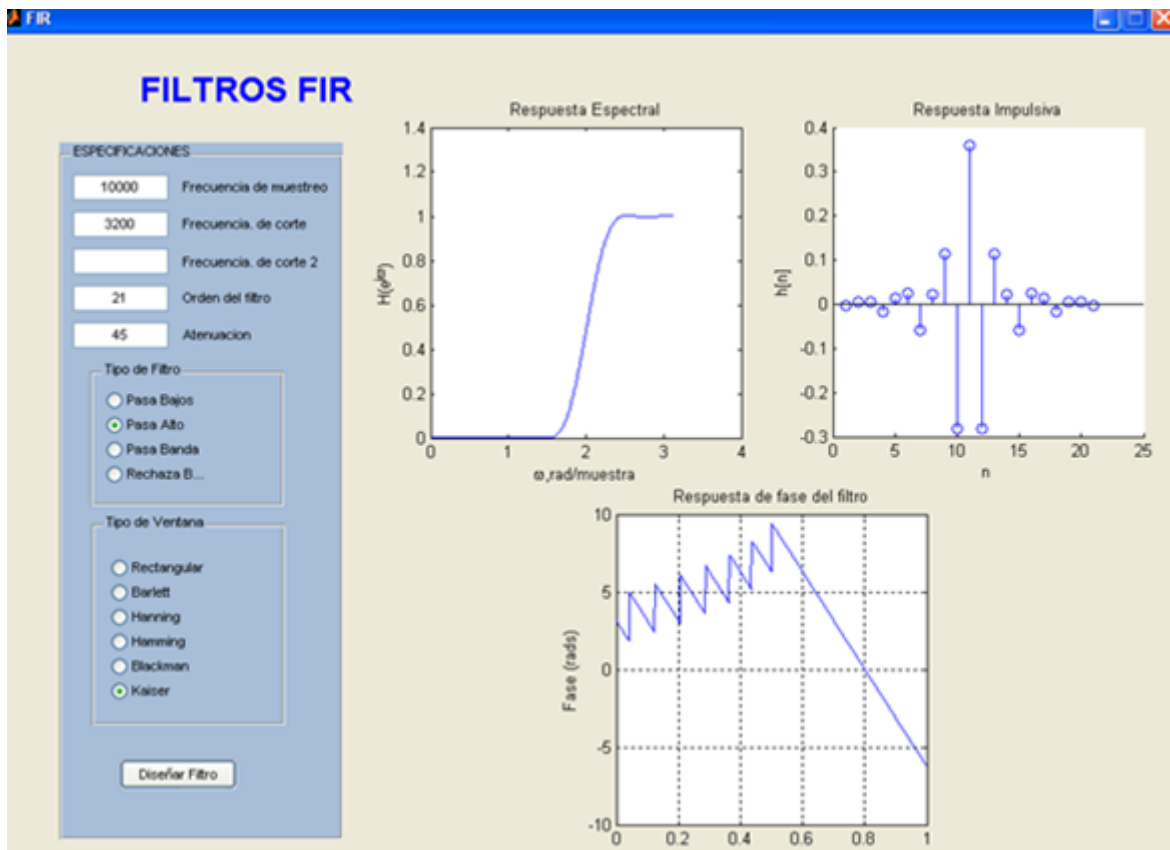 FIR
FILTROS FIR
ESPECIFICACIONES
10000 Frecuencia de muestreo
3200 Frecuencia. de corte
Frecuencia. de corte 2
21 Orden del filtro
45 Atenuacion
Tipo de Filtro
Pasa Bajos
Pasa Alto
Pasa Banda
Rechaza B...
Tipo de Ventana
Rectangular
Barlett
Hanning
Hamming
Blackman
Kaiser
Diseñar Filtro
Respuesta Espectral
1.4
1.2
1
0.8
0.6
0.4
0.2
0
H(e^jϖ)
0 1 2 3 4
ϖ,rad/muestra
Respuesta Impulsiva
0.4
0.3
0.2
0.1
0
-0.1
-0.2
-0.3
h[n]
0 5 10 15 20 25
n
Respuesta de fase del filtro
10
5
0
-5
-10
Fase (rads)
0 0.2 0.4 0.6 0.8 1